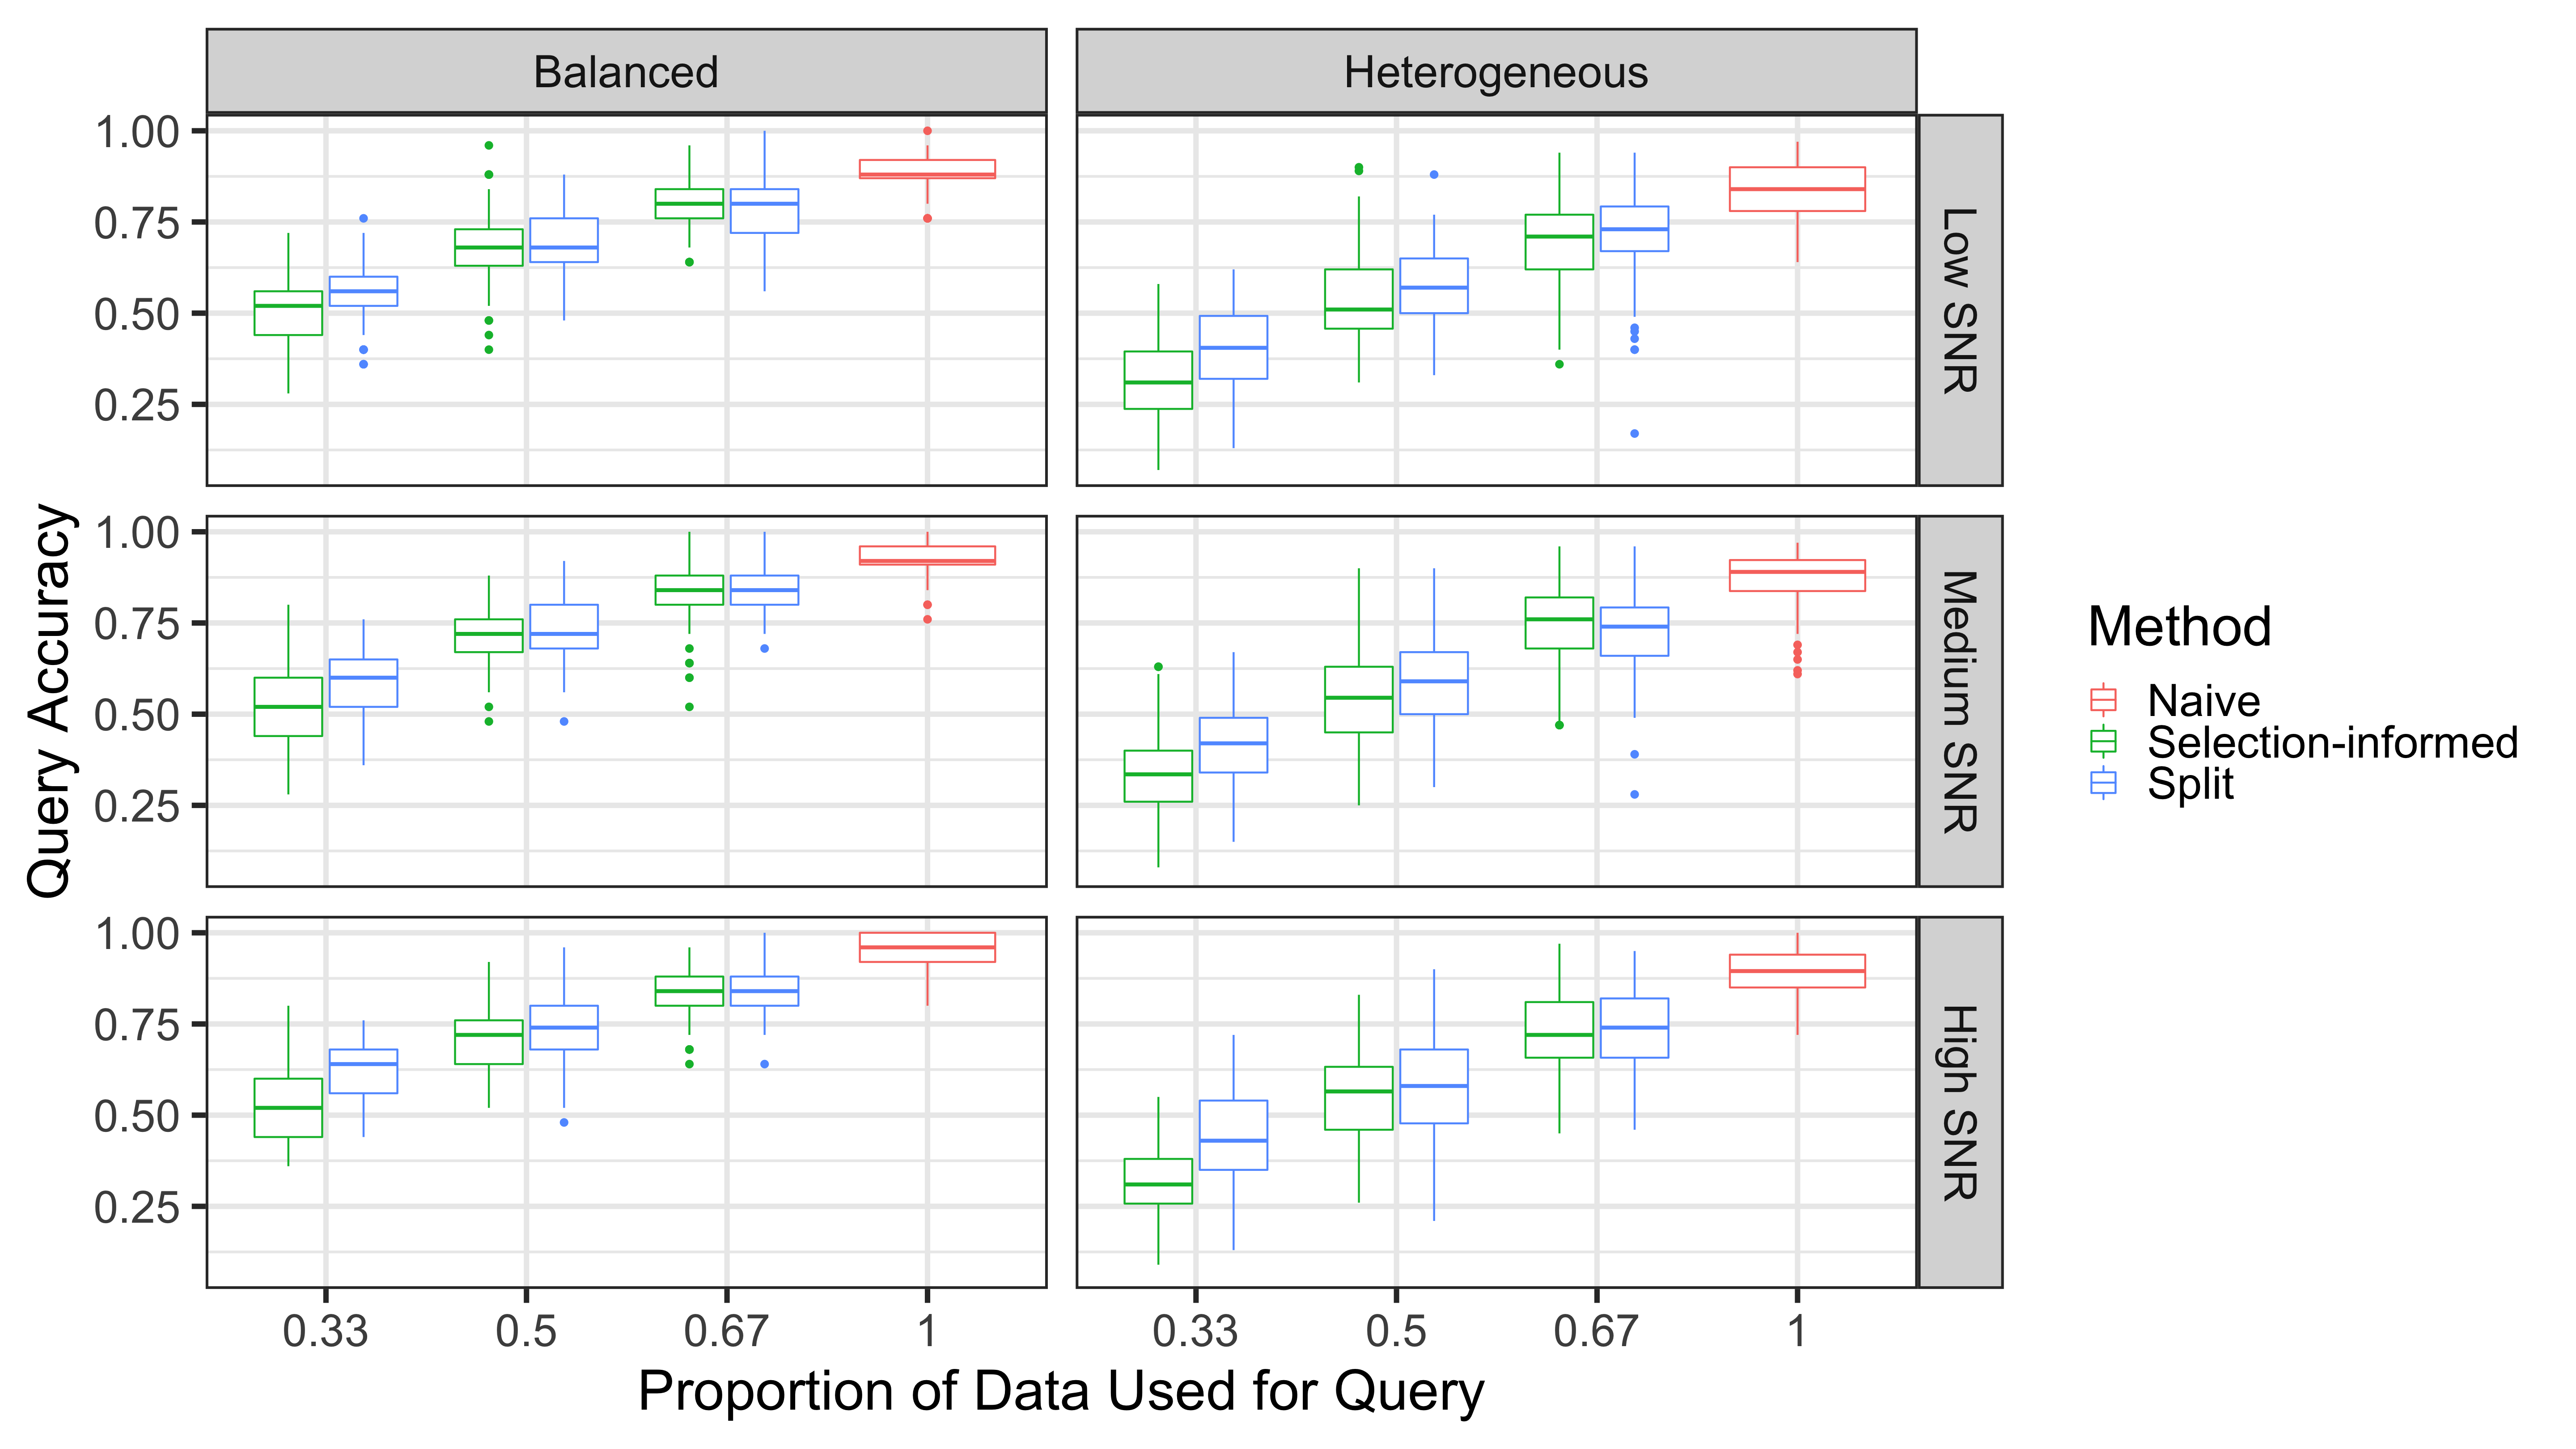 Balanced
Heterogeneous
1.00
0.75
0.50
0.25
Low SNR
1.00
0.75
0.50
0.25
Medium SNR
1.00
0.75
0.50
0.25
High SNR
0.33
0.5
0.67
1
0.33
0.5
0.67
1
Query Accuracy
Proportion of Data Used for Query
Method
Naive
Selection-informed
Split